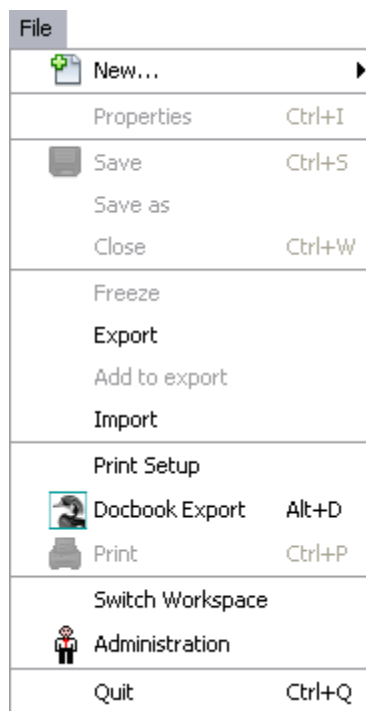 File
New...
Properties Ctrl+I
Save Ctrl+S
Save as
Close Ctrl+W
Freeze
Export
Add to export
Import
Print Setup
Docbook Export Alt+D
Print Ctrl+P
Switch Workspace
Administration
Quit Ctrl+Q